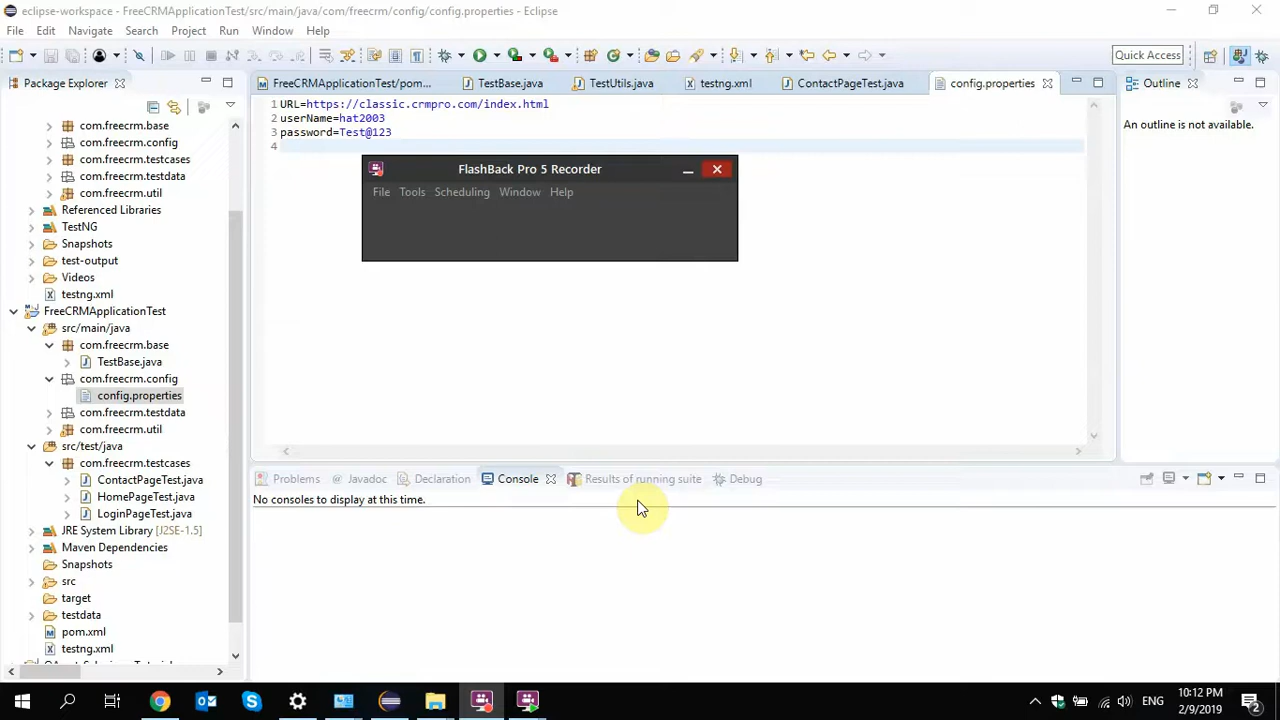 eclipse-workspace - FreeCRMApplicationTest/src/main/java/com/freecrm/config/config.properties - Eclipse
File Edit Navigate Search Project Run Window Help
Quick Access
Package Explorer
FreeCRMApplicationTest/pom... TestBase.java TestUtils.java testng.xml ContactPageTest.java config.properties
Outline
An outline is not available.
1 URL=https://classic.crmpro.com/index.html
2 userName=hat2003
3 password=Test@123
4
FlashBack Pro 5 Recorder
File Tools Scheduling Window Help
com.freecrm.base
com.freecrm.config
com.freecrm.testcases
com.freecrm.testdata
com.freecrm.util
Referenced Libraries
TestNG
Snapshots
test-output
Videos
testng.xml
FreeCRMApplicationTest
src/main/java
com.freecrm.base
TestBase.java
com.freecrm.config
config.properties
com.freecrm.testdata
com.freecrm.util
src/test/java
com.freecrm.testcases
ContactPageTest.java
HomePageTest.java
LoginPageTest.java
JRE System Library [J2SE-1.5]
Maven Dependencies
Snapshots
src
target
testdata
pom.xml
testng.xml
Problems Javadoc Declaration Console Results of running suite Debug
No consoles to display at this time.
ENG
10:12 PM
2/9/2019
2